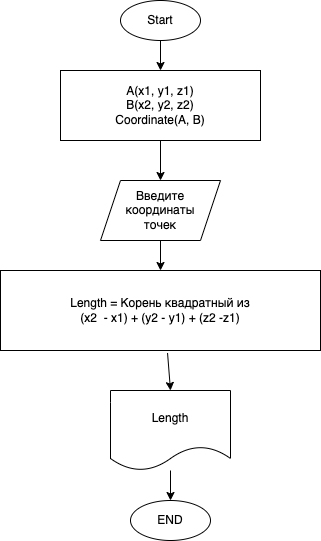 Start
A(x1, y1, z1)
B(x2, y2, z2)
Coordinate(A, B)
Введите
координаты
точек
Length = Корень квадратный из
(x2 - x1) + (y2 - y1) + (z2 -z1)
Length
END